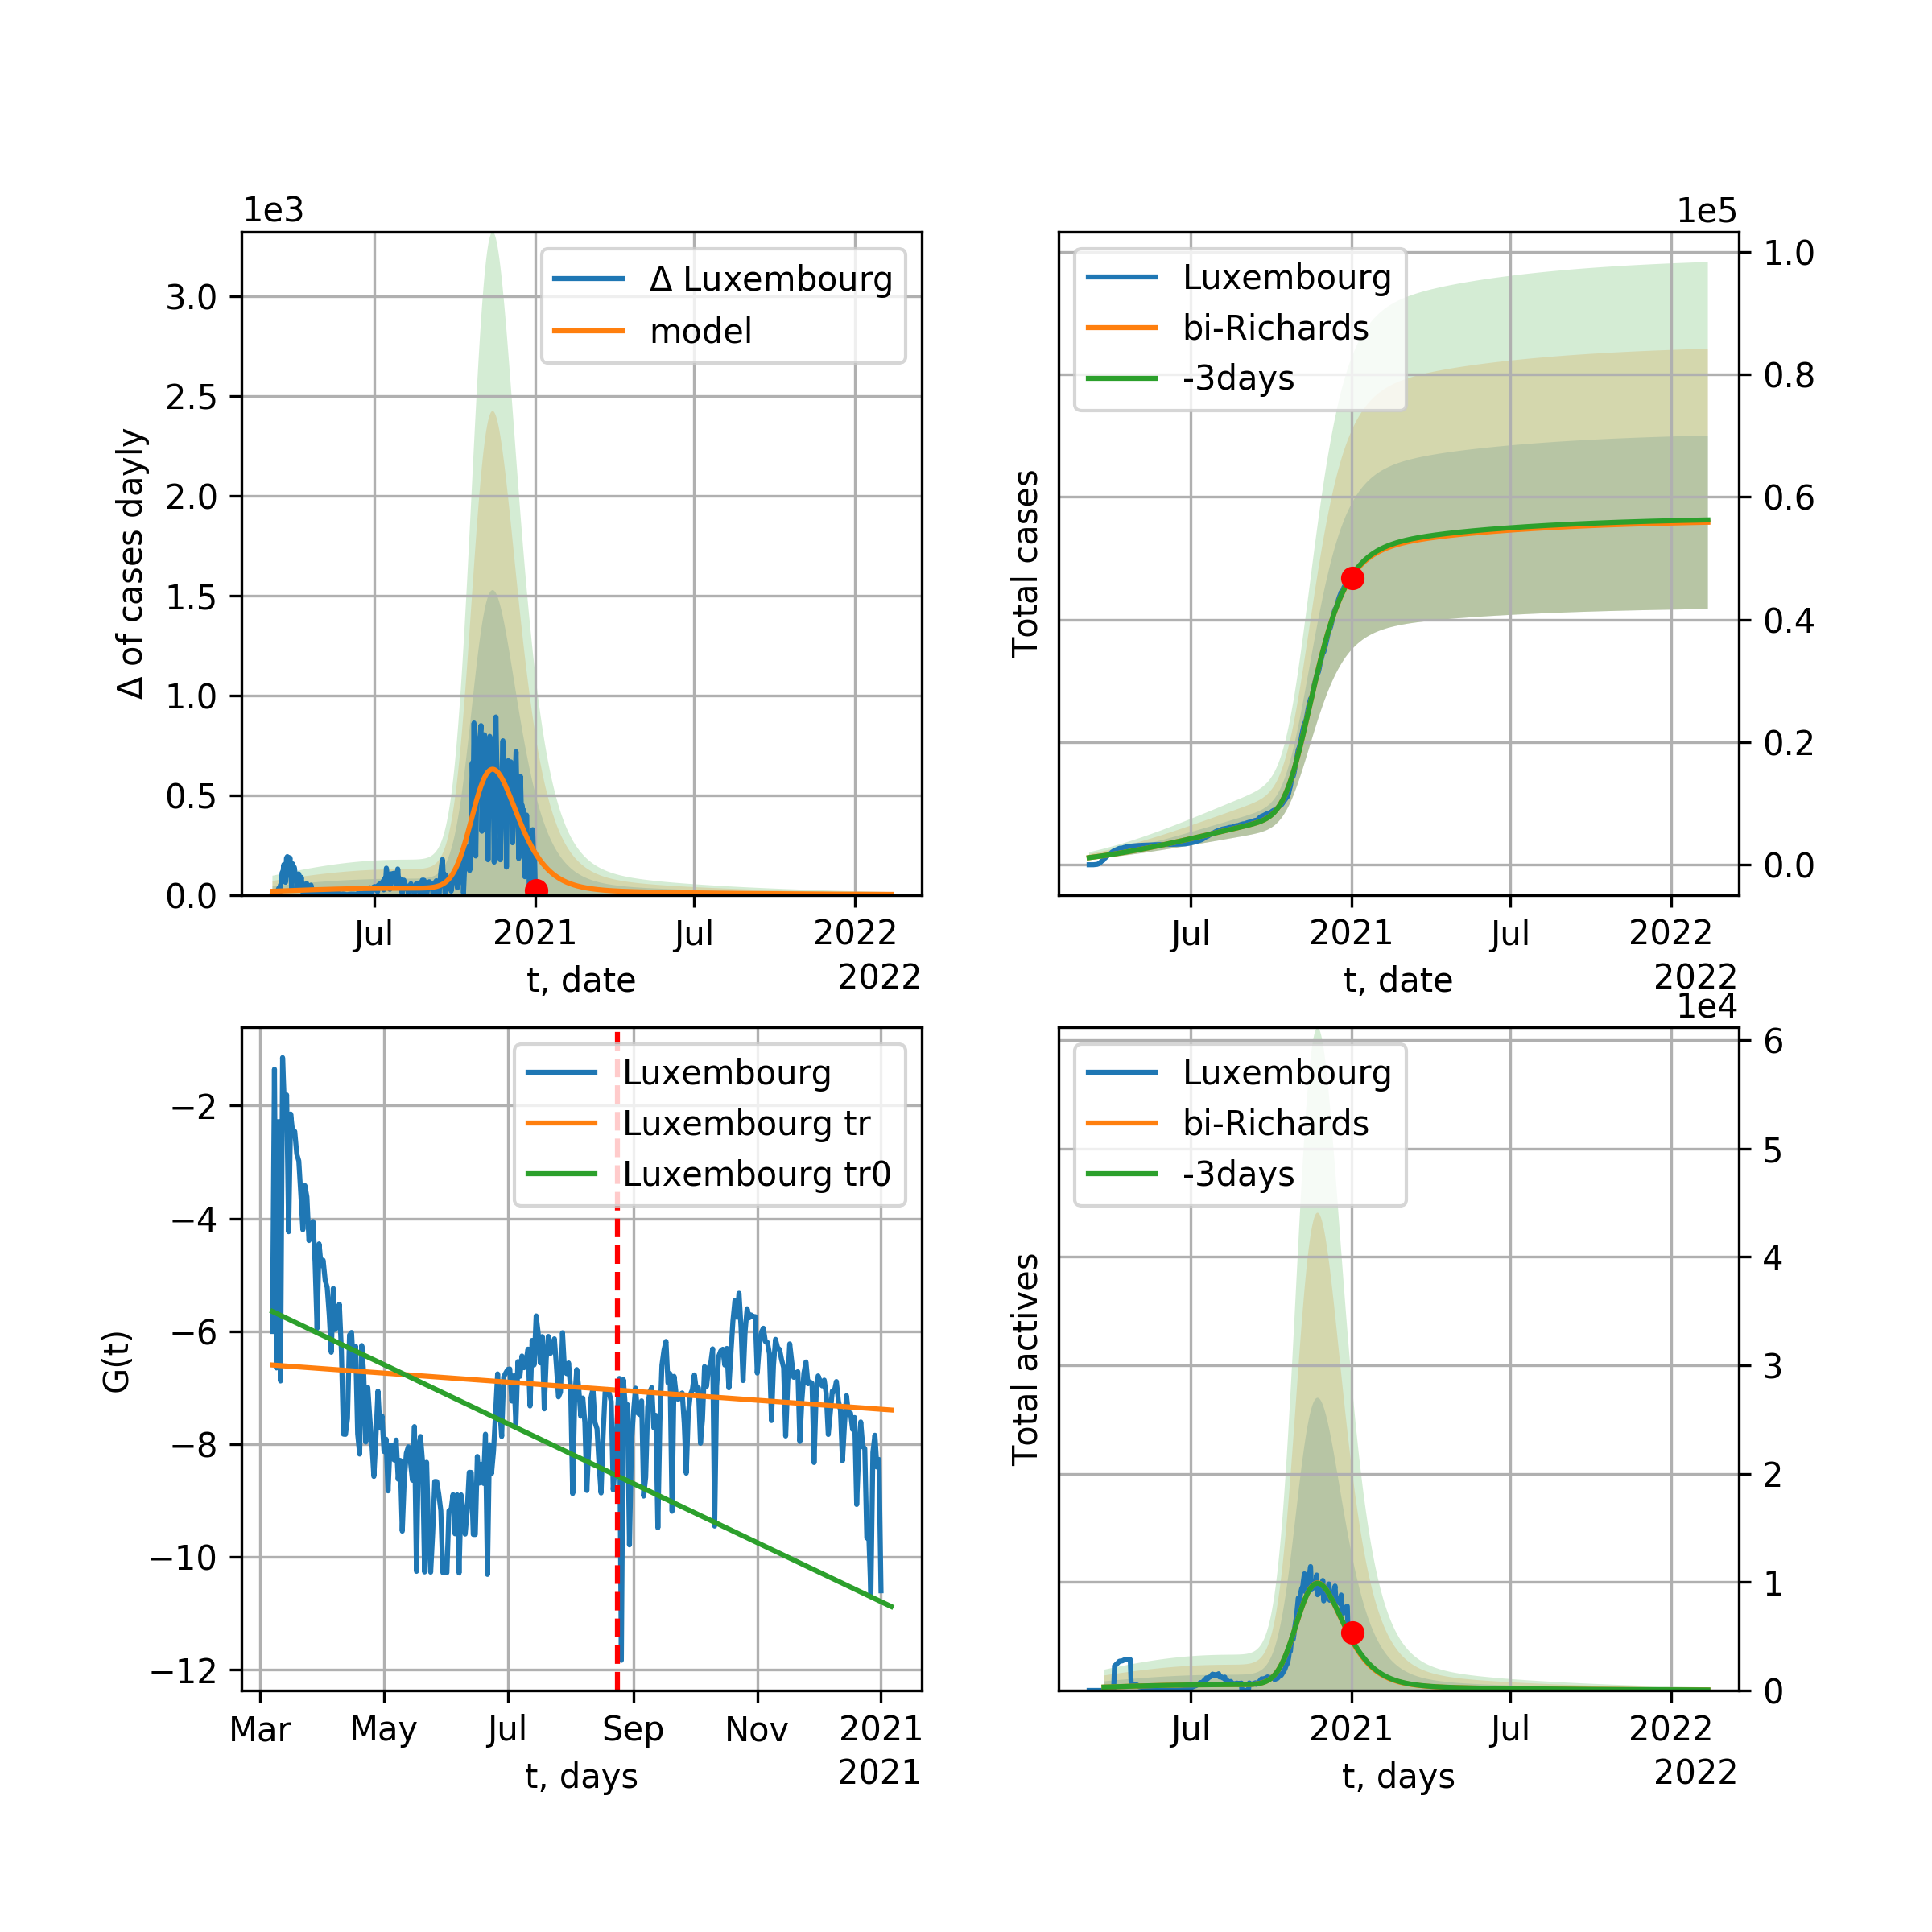 1e3
Δ Luxembourg
model
3.0
2.5
2.0
1.5
1.0
0.5
0.0
Δ of cases dayly
Jul
2021
Jul
2022
t, date
2022
1e5
Luxembourg
bi-Richards
-3days
1.0
0.8
0.6
0.4
0.2
0.0
Total cases
Jul
2021
Jul
2022
t, date
2022
Luxembourg
Luxembourg tr
Luxembourg tr0
−2
−4
−6
−8
−10
−12
G(t)
Mar
May
Jul
Sep
Nov
2021
t, days
2021
1e4
Luxembourg
bi-Richards
-3days
6
5
4
3
2
1
0
Total actives
Jul
2021
Jul
2022
t, days
2022